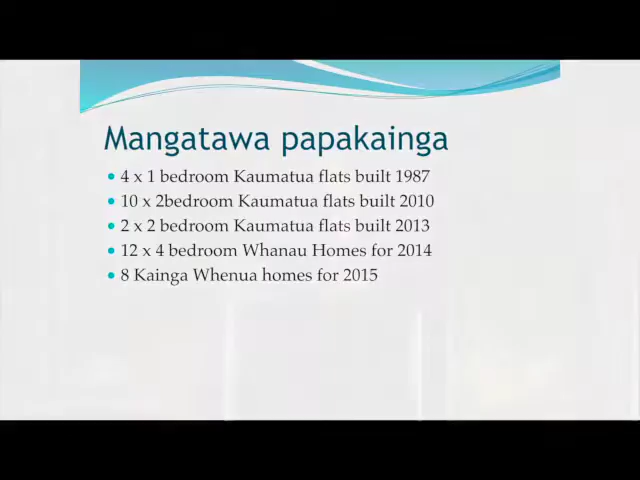 Mangatawa papakainga
• 4 x 1 bedroom Kaumatua flats built 1987
• 10 x 2bedroom Kaumatua flats built 2010
• 2 x 2 bedroom Kaumatua flats built 2013
• 12 x 4 bedroom Whanau Homes for 2014
• 8 Kainga Whenua homes for 2015